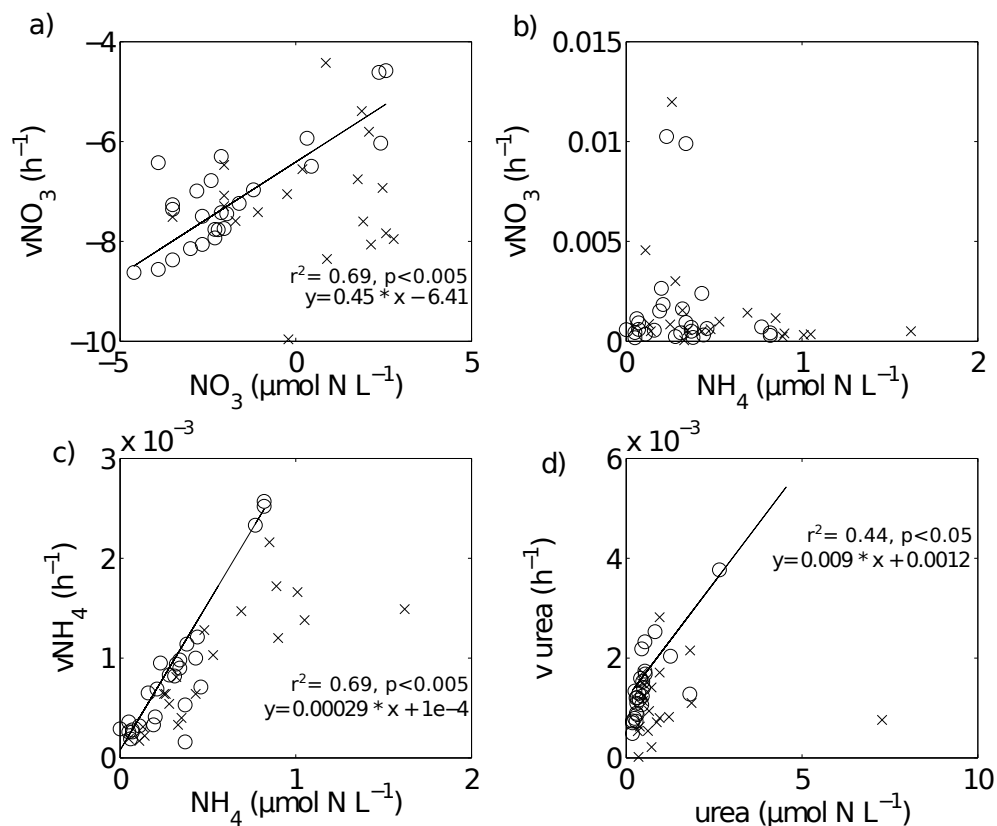 a)
−4
−6
−8
−10
vNO₃ (h⁻¹)
r²= 0.69, p<0.005
y=0.45 * x −6.41
−5
0
5
NO₃ (µmol N L⁻¹)
b)
0.015
0.01
0.005
0
vNO₃ (h⁻¹)
0
1
2
NH₄ (µmol N L⁻¹)
c)
x 10⁻³
3
2
1
0
vNH₄ (h⁻¹)
r²= 0.69, p<0.005
y=0.00029 * x + 1e−4
0
1
2
NH₄ (µmol N L⁻¹)
d)
x 10⁻³
6
4
2
0
v urea (h⁻¹)
r²= 0.44, p<0.05
y=0.009 * x + 0.0012
0
5
10
urea (µmol N L⁻¹)